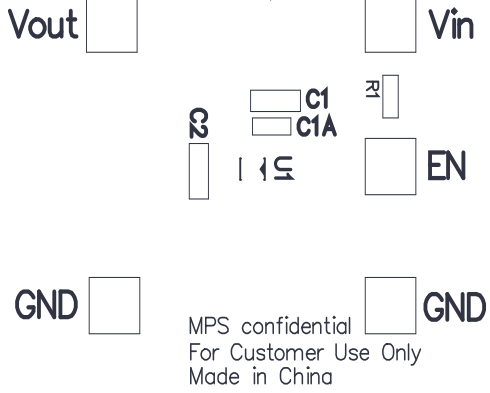 Vout
Vin
R1
C1
C1A
C2
U1
EN
GND
GND
MPS confidential
For Customer Use Only
Made in China